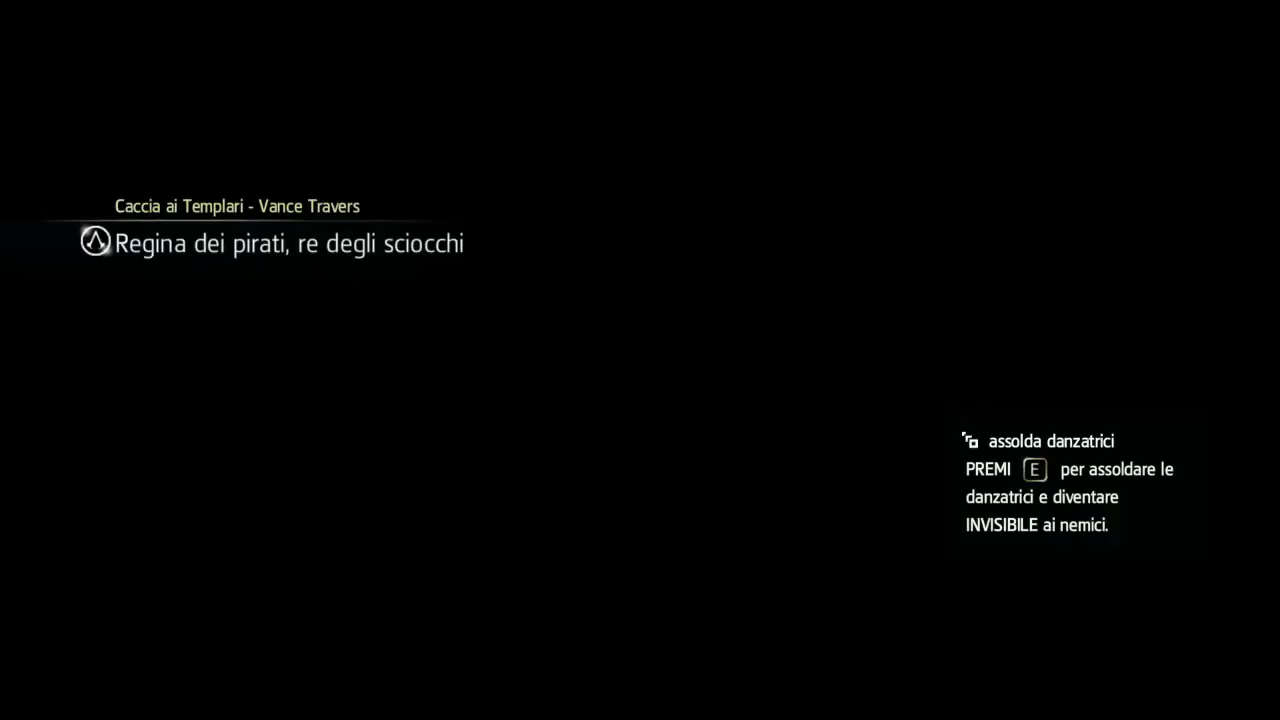 Caccia ai Templari - Vance Travers
Regina dei pirati, re degli sciocchi
assolda danzatrici
PREMI E per assoldare le
danzatrici e diventare
INVISIBILE ai nemici.